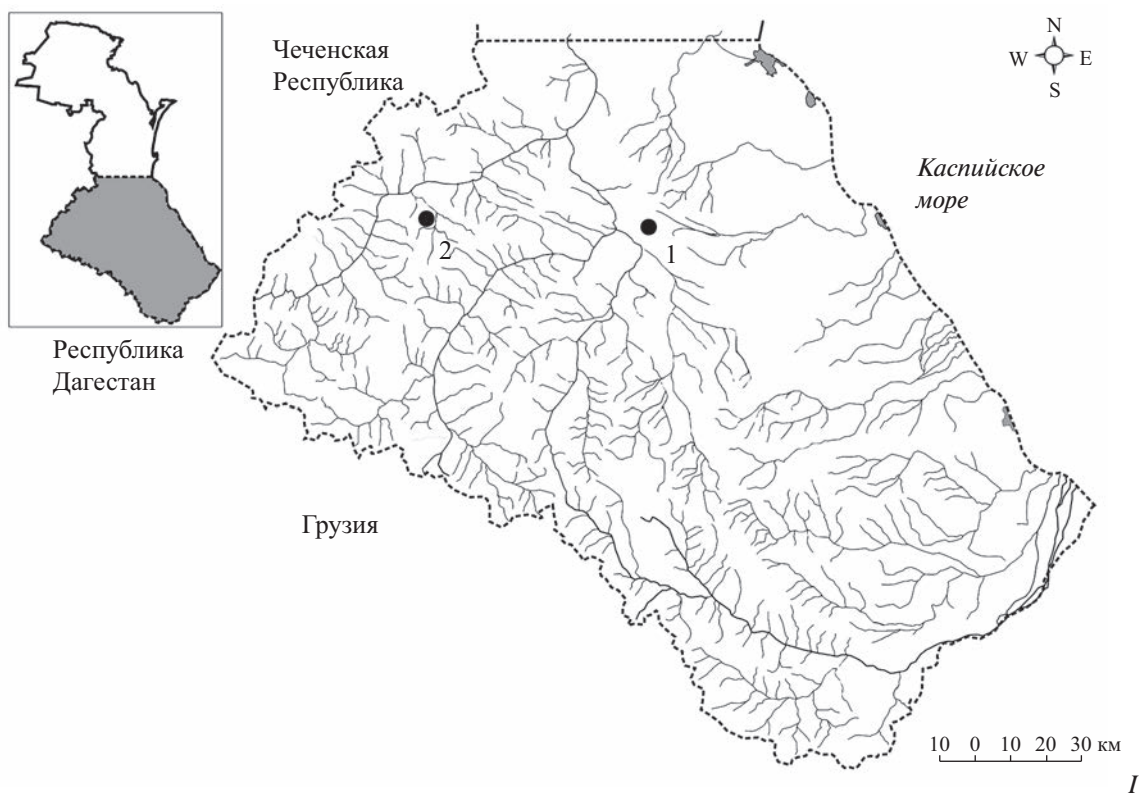 Чеченская
Республика
N
W E
S
Каспийское
море
2
1
Республика
Дагестан
Грузия
10 0 10 20 30 км
I